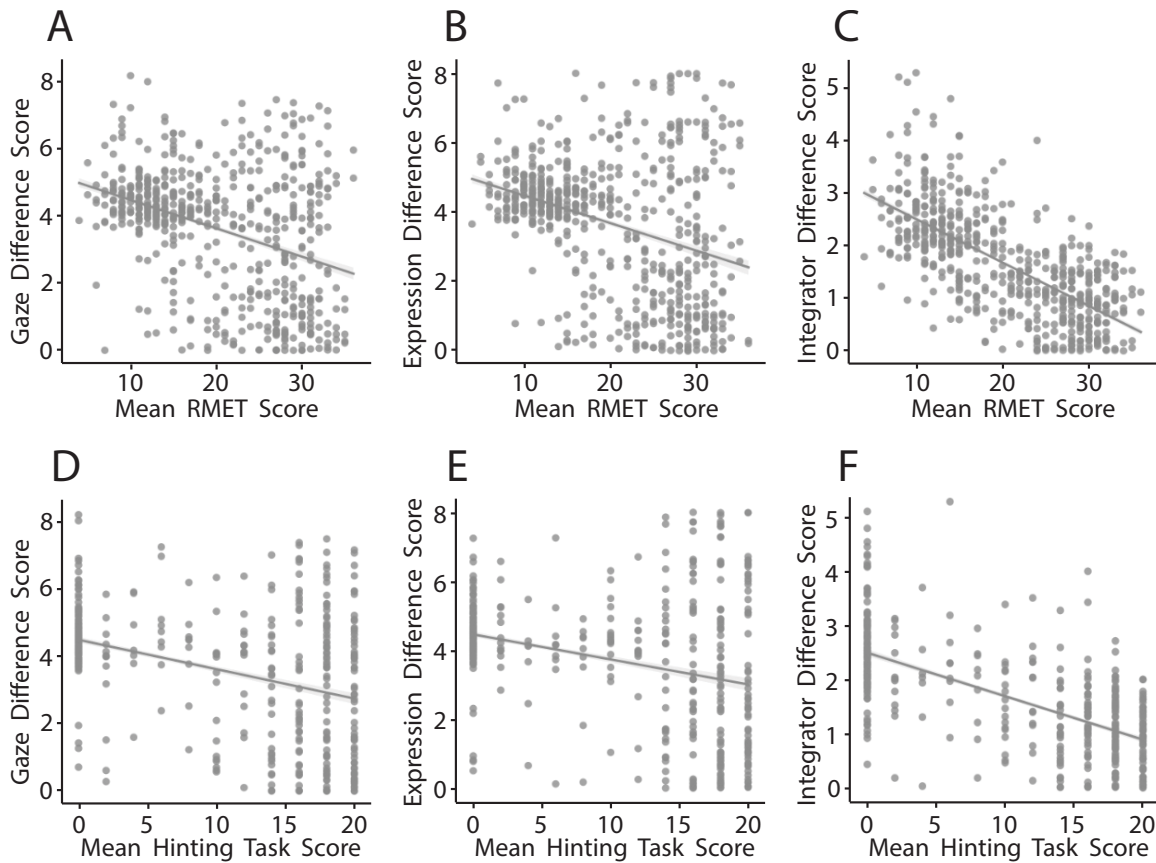 A
Gaze Difference Score
8
6
4
2
0
10 20 30
Mean RMET Score
B
Expression Difference Score
8
6
4
2
0
10 20 30
Mean RMET Score
C
Integrator Difference Score
5
4
3
2
1
0
10 20 30
Mean RMET Score
D
Gaze Difference Score
8
6
4
2
0
0 5 10 15 20
Mean Hinting Task Score
E
Expression Difference Score
8
6
4
2
0
0 5 10 15 20
Mean Hinting Task Score
F
Integrator Difference Score
5
4
3
2
1
0
0 5 10 15 20
Mean Hinting Task Score